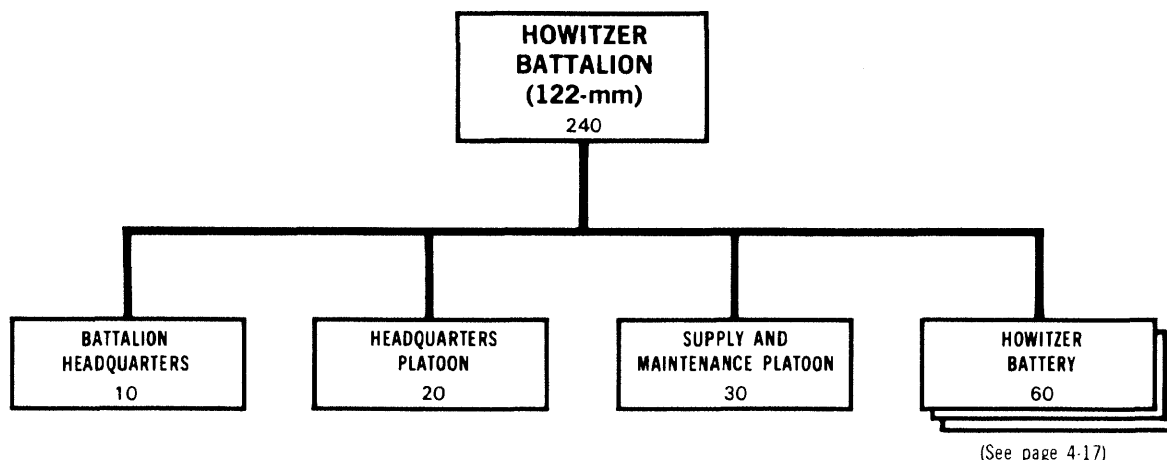 HOWITZER
BATTALION
(122-mm)
240
BATTALION
HEADQUARTERS
10
HEADQUARTERS
PLATOON
20
SUPPLY AND
MAINTENANCE PLATOON
30
HOWITZER
BATTERY
60
(See page 4-17)